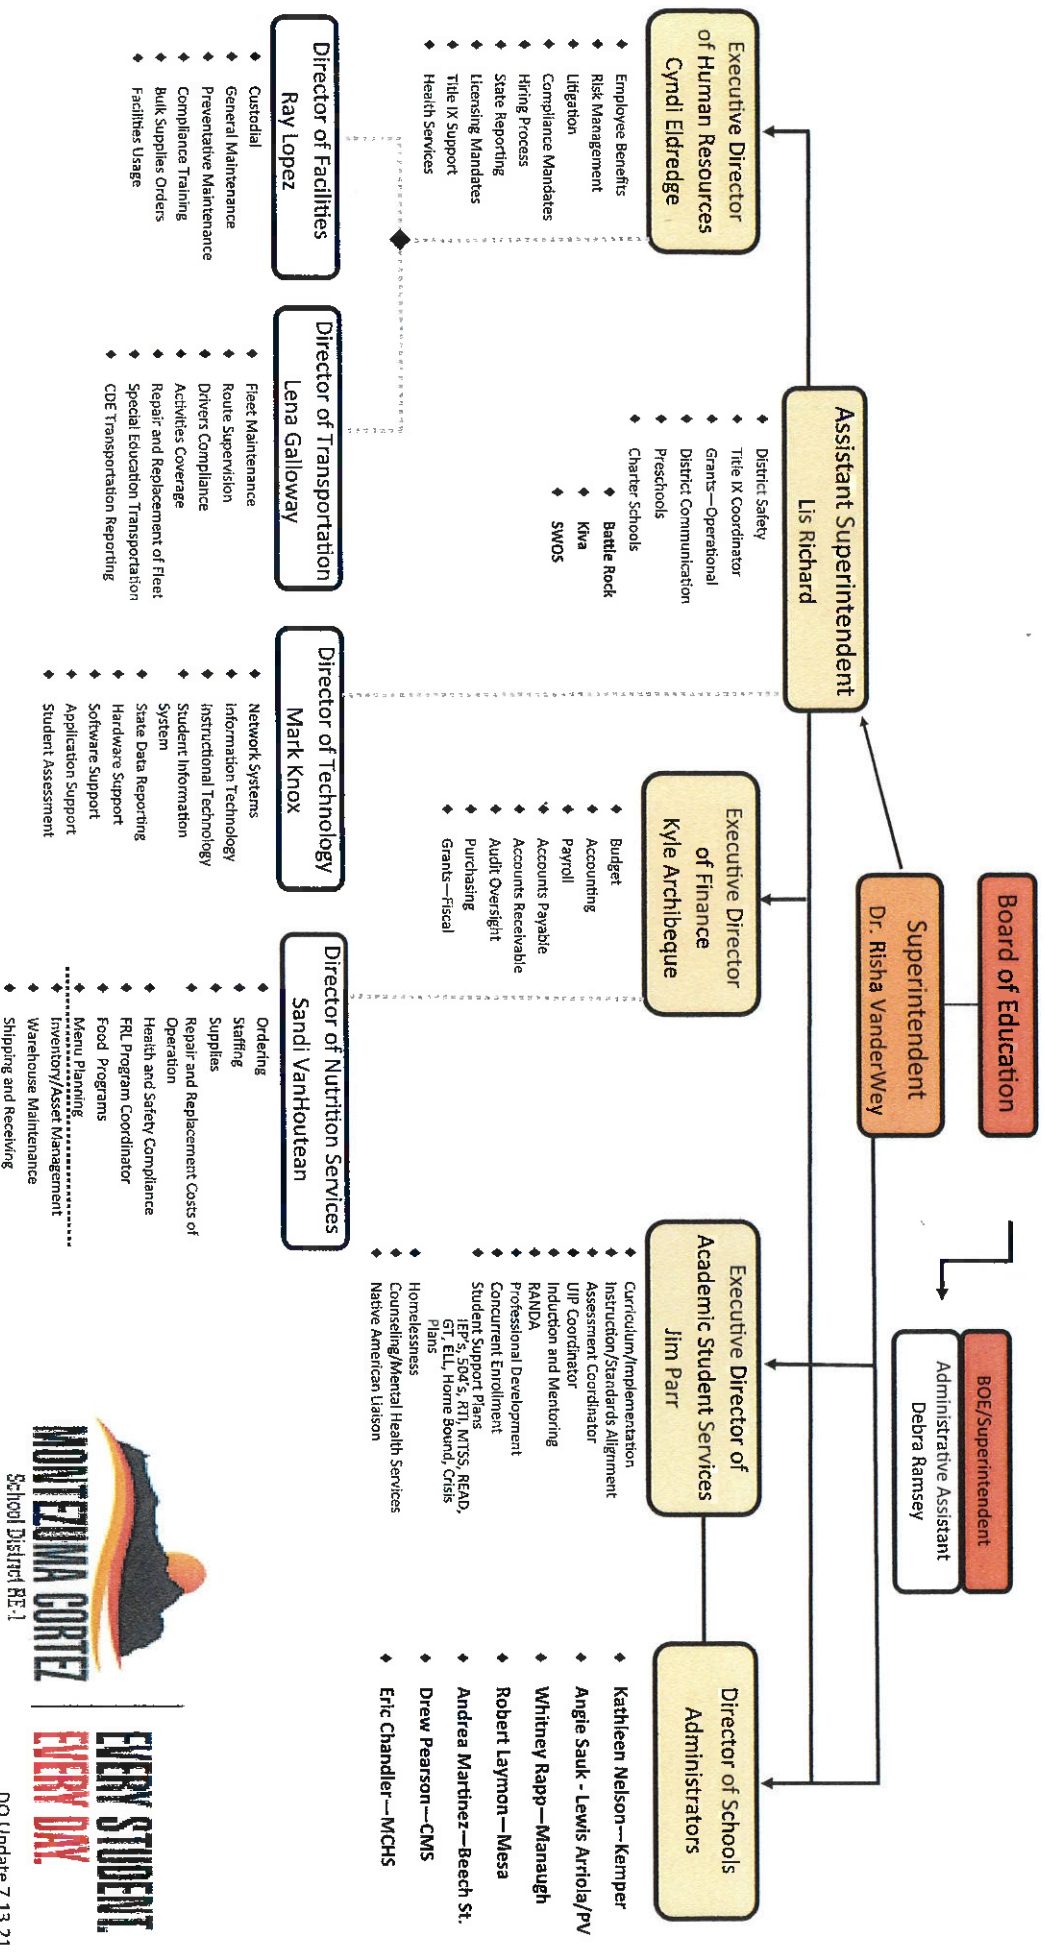 Board of Education
BOE/Superintendent
Administrative Assistant
Debra Ramsey
Superintendent
Dr. Risha VanderWey
Assistant Superintendent
Lis Richard
◆ District Safety
◆ Title IX Coordinator
◆ Grants—Operational
◆ District Communication
◆ Preschools
◆ Charter Schools
◆ Battle Rock
◆ Kiva
◆ SWOS
Executive Director
of Human Resources
Cyndi Eldredge
◆ Employee Benefits
◆ Risk Management
◆ Litigation
◆ Compliance Mandates
◆ Hiring Process
◆ State Reporting
◆ Licensing Mandates
◆ Title IX Support
◆ Health Services
Executive Director
of Finance
Kyle Archibeque
◆ Budget
◆ Accounting
◆ Payroll
◆ Accounts Payable
◆ Accounts Receivable
◆ Audit Oversight
◆ Purchasing
◆ Grants—Fiscal
Executive Director of
Academic Student Services
Jim Parr
◆ Curriculum/Implementation
◆ Instruction/Standards Alignment
◆ Assessment Coordinator
◆ UIP Coordinator
◆ Induction and Mentoring
◆ RANDA
◆ Professional Development
◆ Concurrent Enrollment
◆ Student Support Plans
IEP's, 504's, RTI, MTSS, READ,
GT, ELL, Home Bound, Crisis
Plans
◆ Homelessness
◆ Counseling/Mental Health Services
◆ Native American Liaison
Director of Schools
Administrators
◆ Kathleen Nelson—Kemper
◆ Angie Sauk - Lewis Arriola/PV
◆ Whitney Rapp—Manaugh
◆ Robert Laymon—Mesa
◆ Andrea Martinez—Beech St.
◆ Drew Pearson—CMS
◆ Eric Chandler—MCHS
Director of Facilities
Ray Lopez
◆ Custodial
◆ General Maintenance
◆ Preventative Maintenance
◆ Compliance Training
◆ Bulk Supplies Orders
◆ Facilities Usage
Director of Transportation
Lena Galloway
◆ Fleet Maintenance
◆ Route Supervision
◆ Drivers Compliance
◆ Activities Coverage
◆ Repair and Replacement of Fleet
◆ Special Education Transportation
◆ CDE Transportation Reporting
Director of Technology
Mark Knox
◆ Network Systems
◆ Information Technology
◆ Instructional Technology
◆ Student Information
System
◆ State Data Reporting
◆ Hardware Support
◆ Software Support
◆ Application Support
◆ Student Assessment
Director of Nutrition Services
Sandi VanHoutean
◆ Ordering
◆ Staffing
◆ Supplies
◆ Repair and Replacement Costs of
Operation
◆ Health and Safety Compliance
◆ FRL Program Coordinator
◆ Food Programs
◆ Menu Planning
◆ Inventory/Asset Management
◆ Warehouse Maintenance
◆ Shipping and Receiving
MONTEZUMA CORTEZ
School District RE-1
EVERY STUDENT
EVERY DAY.
DO Update 7.13.21